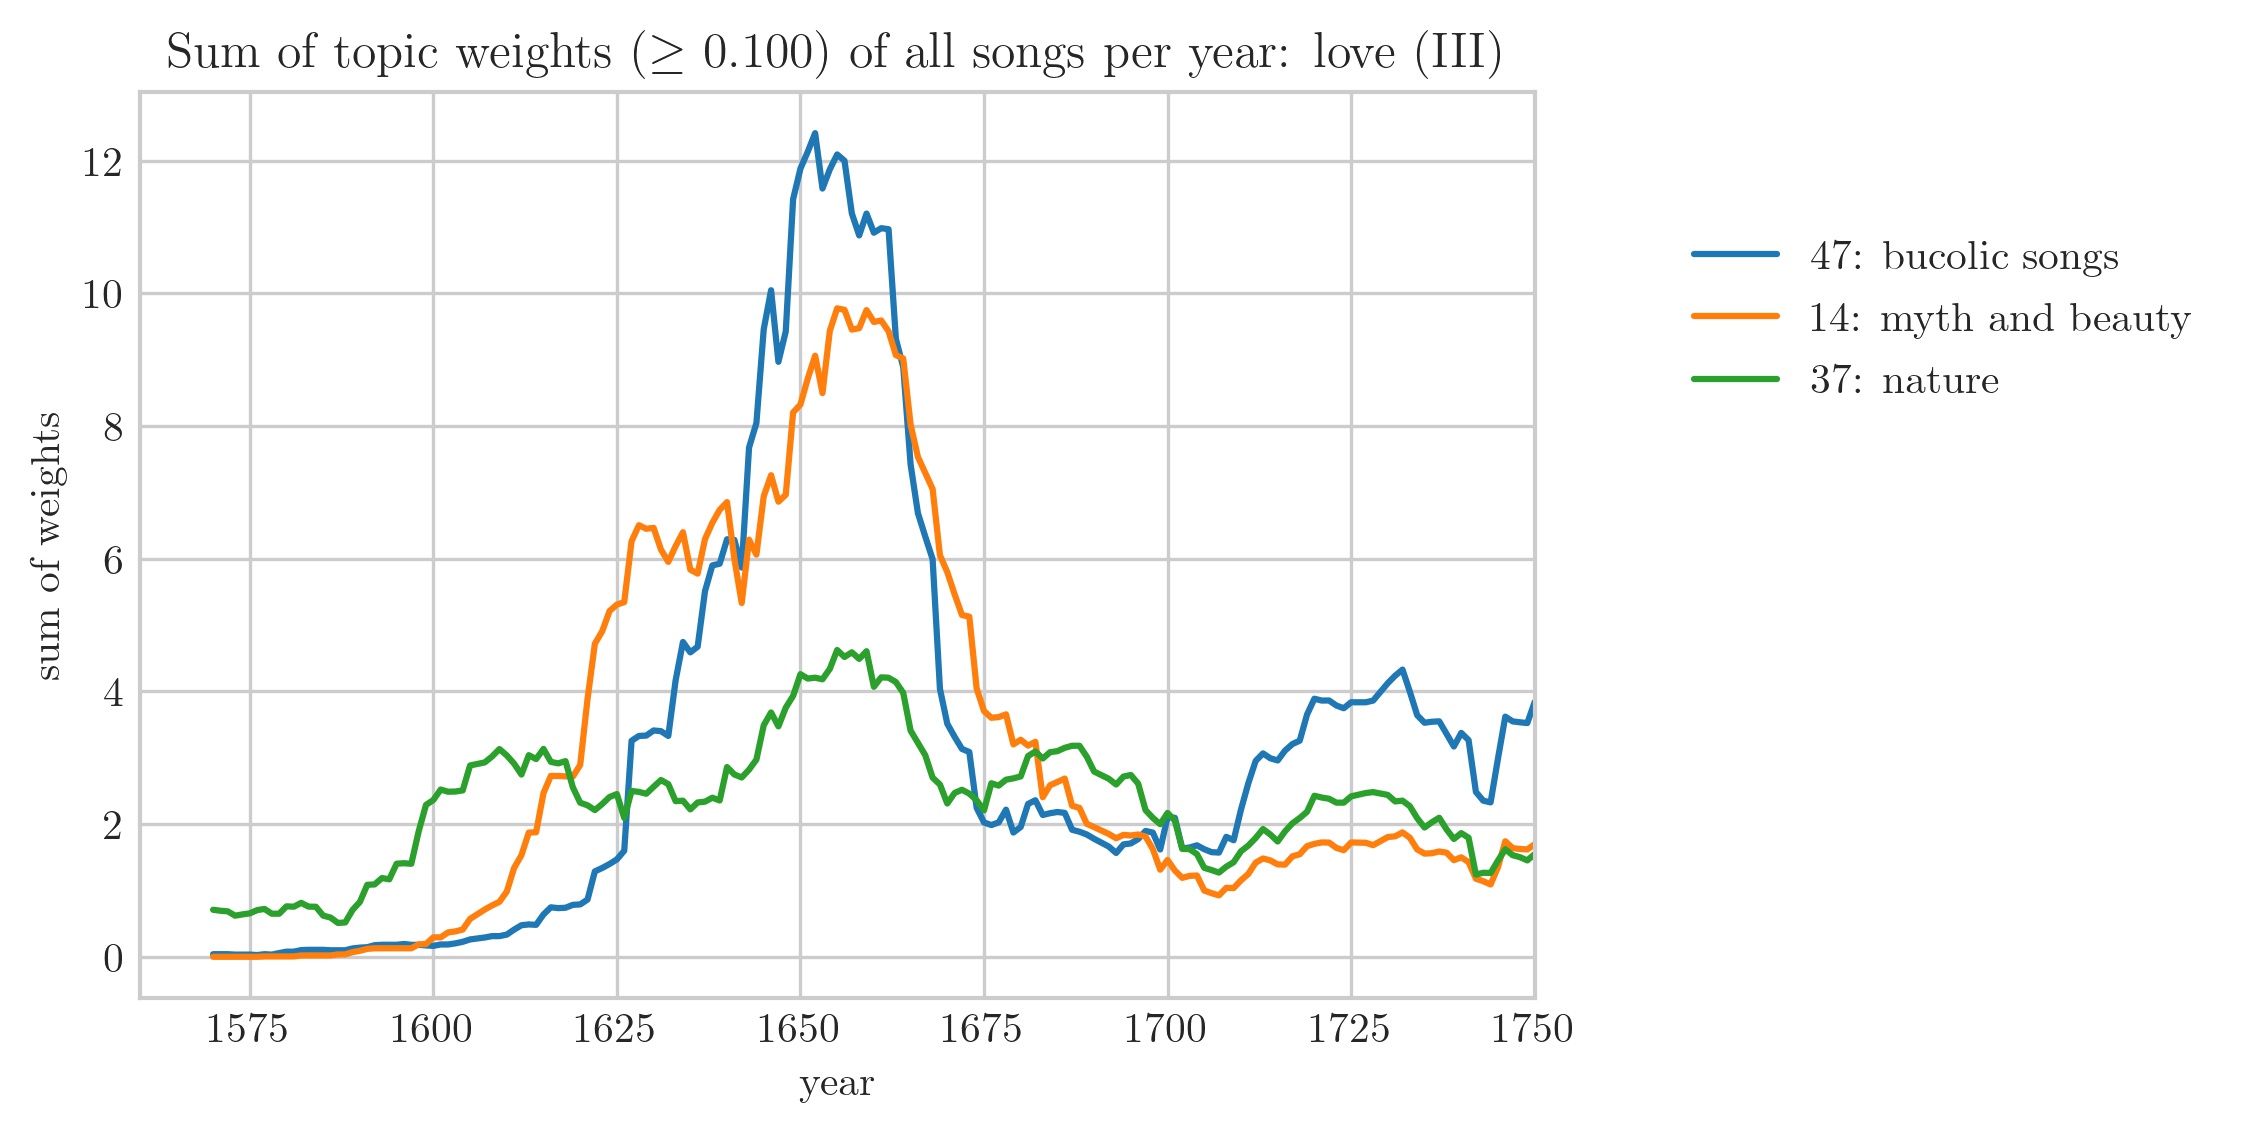 Sum of topic weights (≥ 0.100) of all songs per year: love (III)
12
10
8
6
4
2
0
sum of weights
1575 1600 1625 1650 1675 1700 1725 1750
year
47: bucolic songs
14: myth and beauty
37: nature